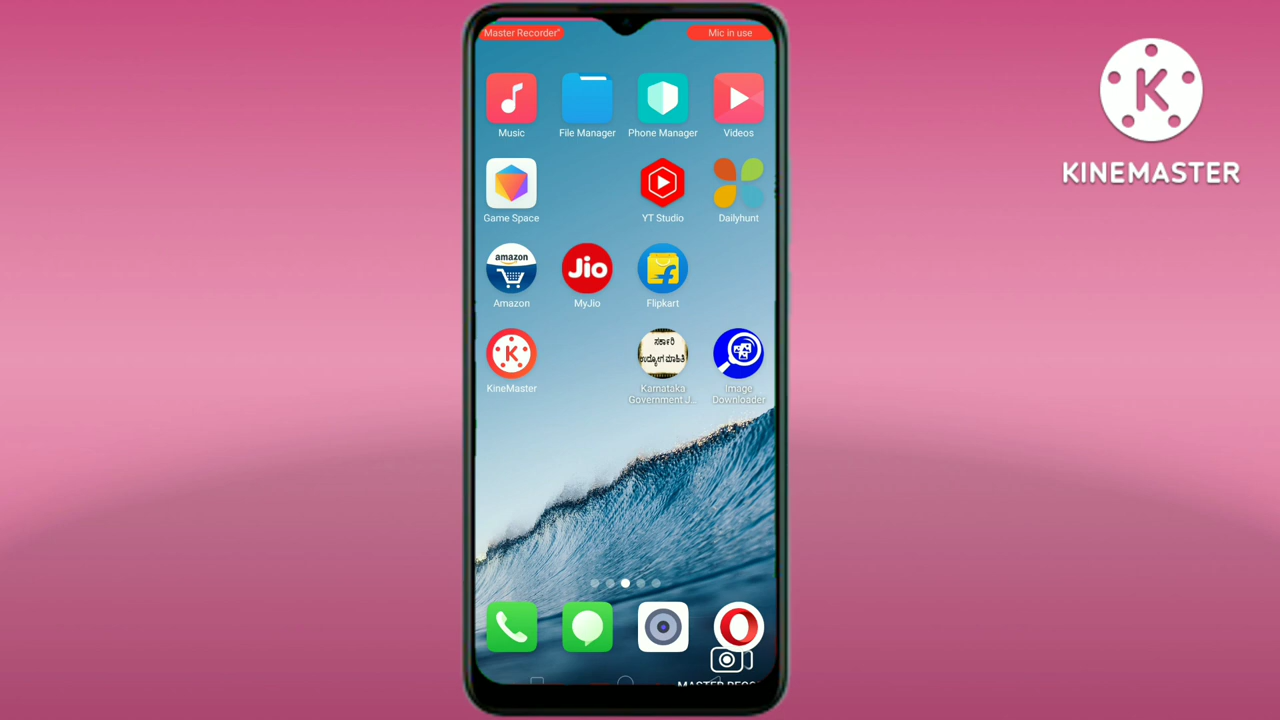 Master Recorder"
Mic in use
KINEMASTER
Music
File Manager
Phone Manager
Videos
Game Space
YT Studio
Dailyhunt
amazon
Jio
Amazon
MyJio
Flipkart
K
K
ಸರ್ಕಾರಿ
ಉದ್ಯೋಗ ಮಾಹಿತಿ
KineMaster
Karnataka
Government J..
Image
Downloader